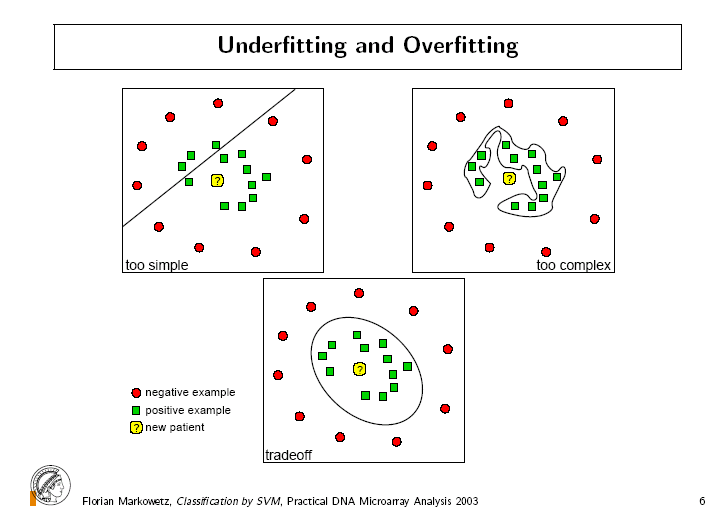 Underfitting and Overfitting
?
too simple
?
too complex
?
tradeoff
negative example
positive example
? new patient
Florian Markowetz, Classification by SVM, Practical DNA Microarray Analysis 2003
6